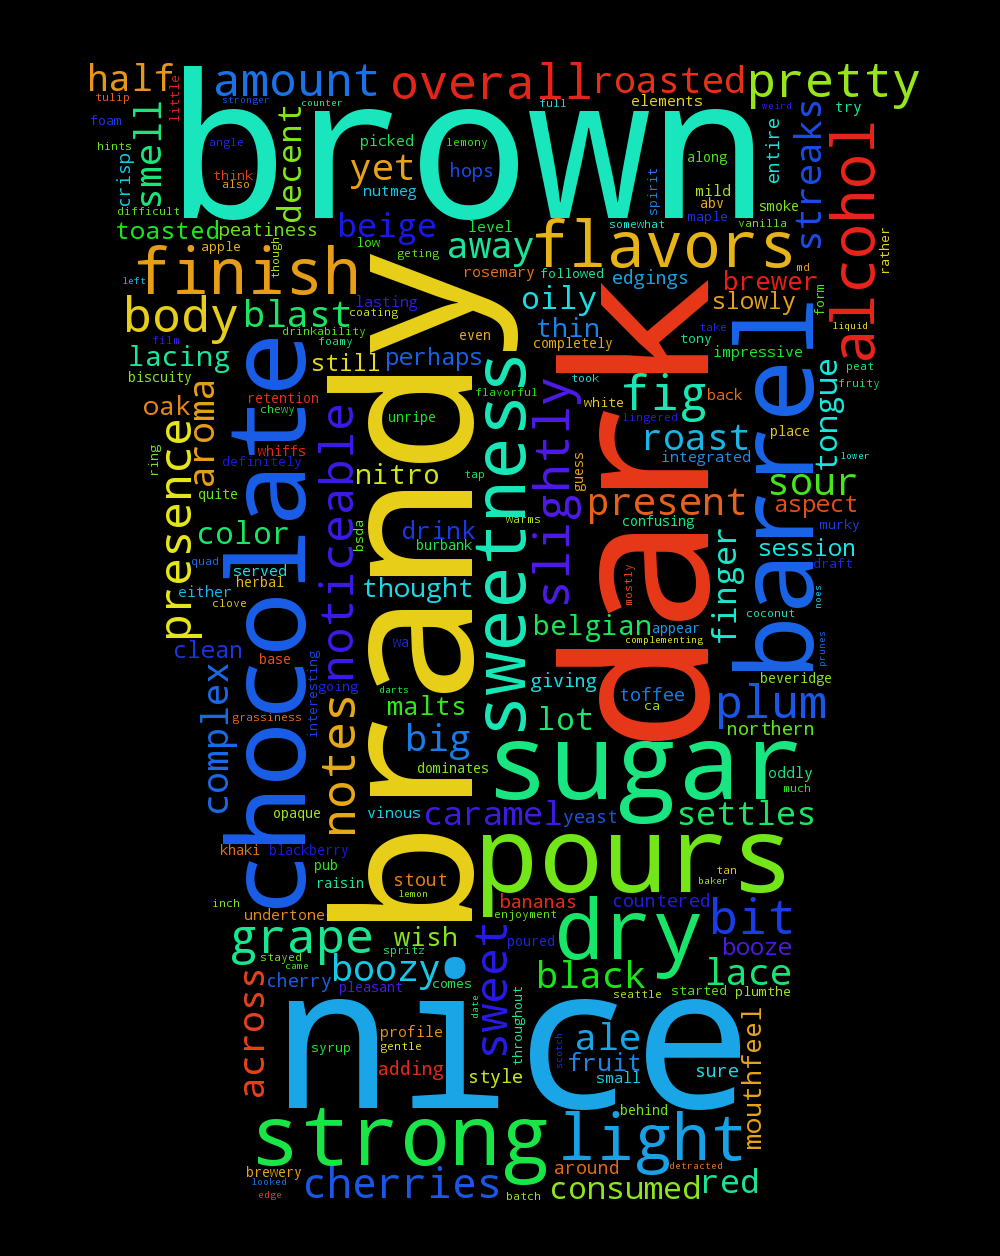 half
amount
overall
roasted
pretty
tulip
little
stronger
counter
full
elements
weird
try
foam
brown
hints
smell
decent
angle
picked
lemony
along
entire
streaks
alcohol
crisp
think
also
yet
nutmeg
hops
spirit
mild
abv
smoke
difficult
maple
toasted
peatiness
beige
level
somewhat
vanilla
apple
though
low
geting
away
flavors
rather
finish
rosemary
followed
edgings
brewer
md
left
body
blast
lasting
coating
oily
thin
slowly
form
liquid
film
drinkability
foamy
even
completely
take
tony
barrel
lacing
still
perhaps
impressive
peat
biscuity
retention
took
fruity
oak
aroma
chocolate
chewy
noticeable
brandy
unripe
flavorful
sweetness
slightly
white
fig
lingered
back
dark
presence
whiffs
roast
place
tongue
lower
ring
definitely
integrated
quite
nitro
tap
guess
sour
color
present
aspect
bsda
drink
warms
confusing
murky
quad
served
burbank
finger
session
either
herbal
thought
mostly
draft
noes
clove
belgian
appear
coconut
clean
wa
complementing
prunes
base
interesting
going
darts
giving
toffee
beveridge
complex
grassiness
notes
malts
lot
ca
plum
big
northern
dominates
sugar
oddly
much
opaque
vinous
caramel
yeast
settles
khaki
blackberry
pub
pours
raisin
stout
tan
baker
lemon
inch
undertone
bananas
countered
bit
grape
wish
enjoyment
dry
spritz
sweet
poured
booze
stayed
came
boozy
across
cherry
pleasant
comes
black
lace
seattle
started
plumthe
date
throughout
nice
profile
syrup
gentle
adding
style
scotch
ale
fruit
small
sure
mouthfeel
strong
behind
light
brewery
looked
edge
cherries
around
detracted
batch
consumed
red